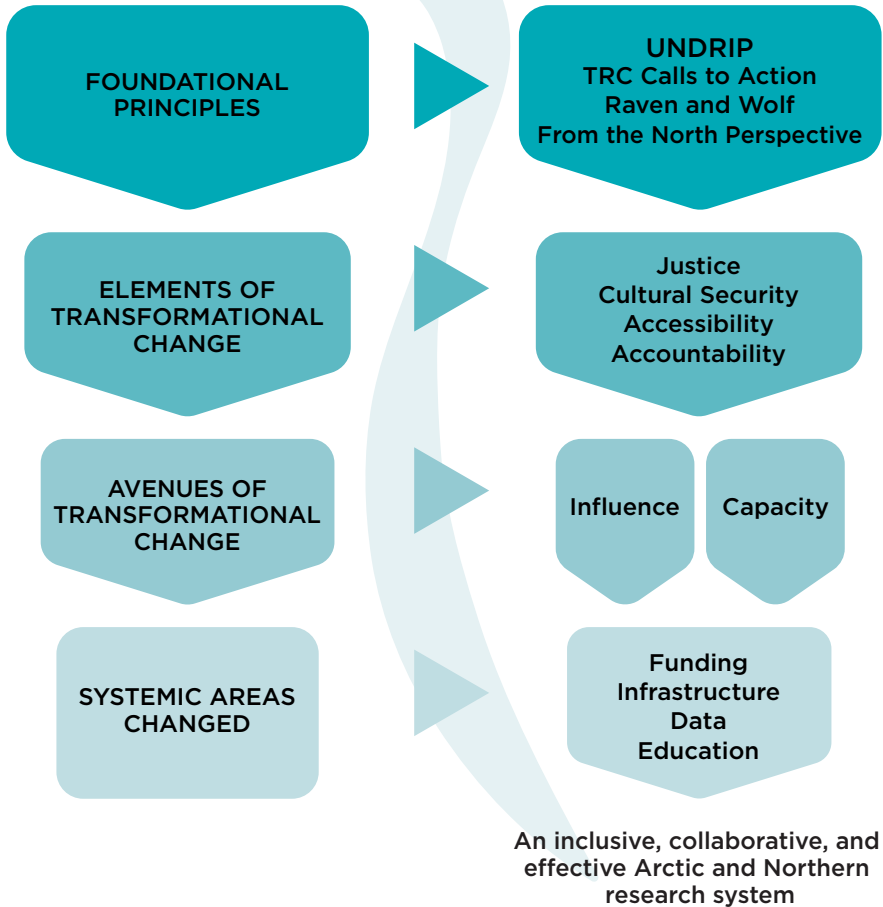 FOUNDATIONAL
PRINCIPLES
UNDRIP
TRC Calls to Action
Raven and Wolf
From the North Perspective
ELEMENTS OF
TRANSFORMATIONAL
CHANGE
Justice
Cultural Security
Accessibility
Accountability
AVENUES OF
TRANSFORMATIONAL
CHANGE
Influence
Capacity
SYSTEMIC AREAS
CHANGED
Funding
Infrastructure
Data
Education
An inclusive, collaborative, and
effective Arctic and Northern
research system